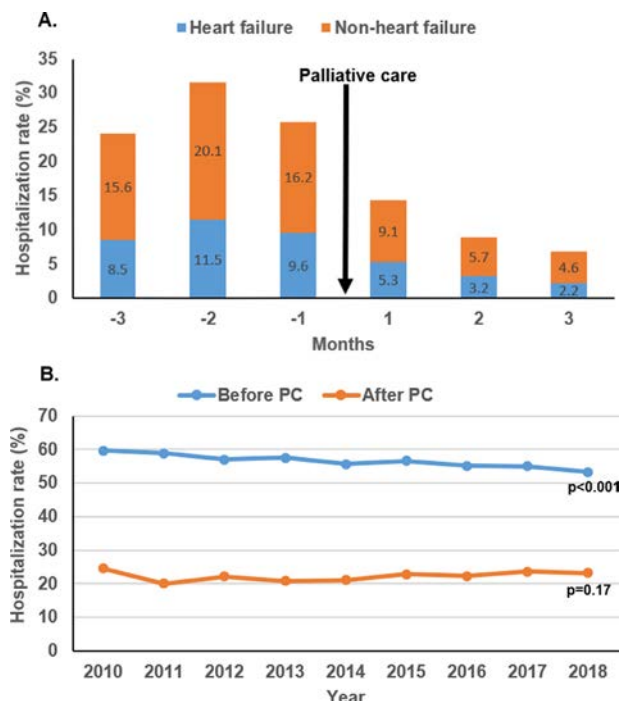 A.
Heart failure Non-heart failure
Hospitalization rate (%)
35
30
25
20
15
10
5
0
Palliative care
15.6 20.1 16.2 9.1 5.7 4.6
8.5 11.5 9.6 5.3 3.2 2.2
-3 -2 -1 1 2 3
Months
B.
Before PC After PC
Hospitalization rate (%)
70
60
50
40
30
20
10
0
p<0.001
p=0.17
2010 2011 2012 2013 2014 2015 2016 2017 2018
Year